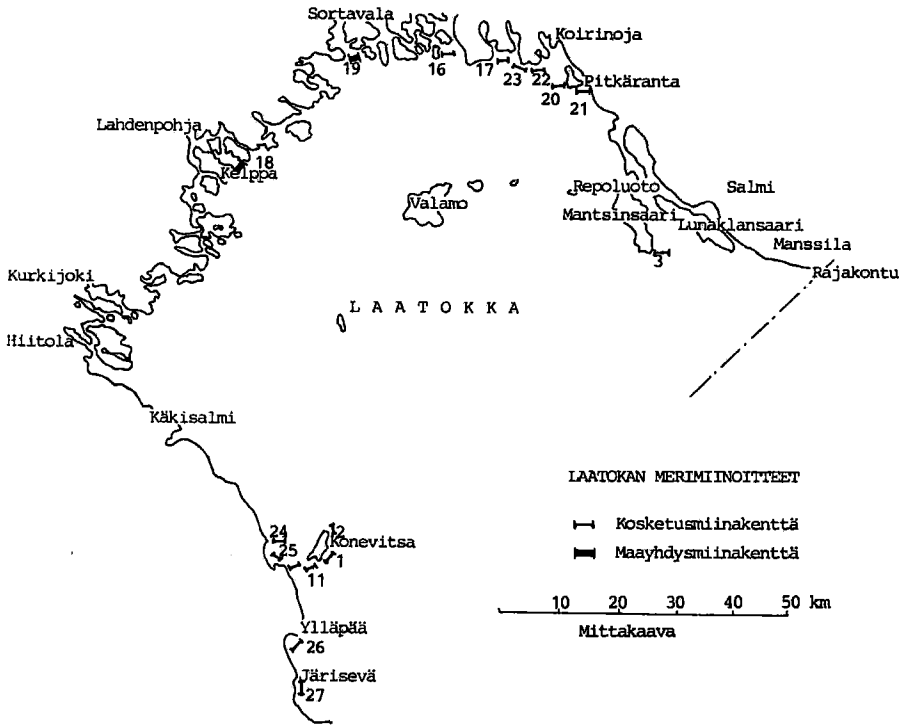 Sortavala
Koirinoja
19
16
17
23
22
20
21
Pitkäranta
Lahdenpohja
18
Kelppa
Valamo
Repoluoto
Salmi
Mantsinsaari
Lunaklansaari
3
Manssila
Rajakontu
Kurkijoki
LAATOKKA
Hiitola
Käkisalmi
LAATOKAN MERIMIINOITTEET
Kosketusmiinakenttä
Maayhdysmiinakenttä
24
12
Konevitsa
25
1
11
10 20 30 40 50 km
Mittakaava
Ylläpää
26
Järisevä
27